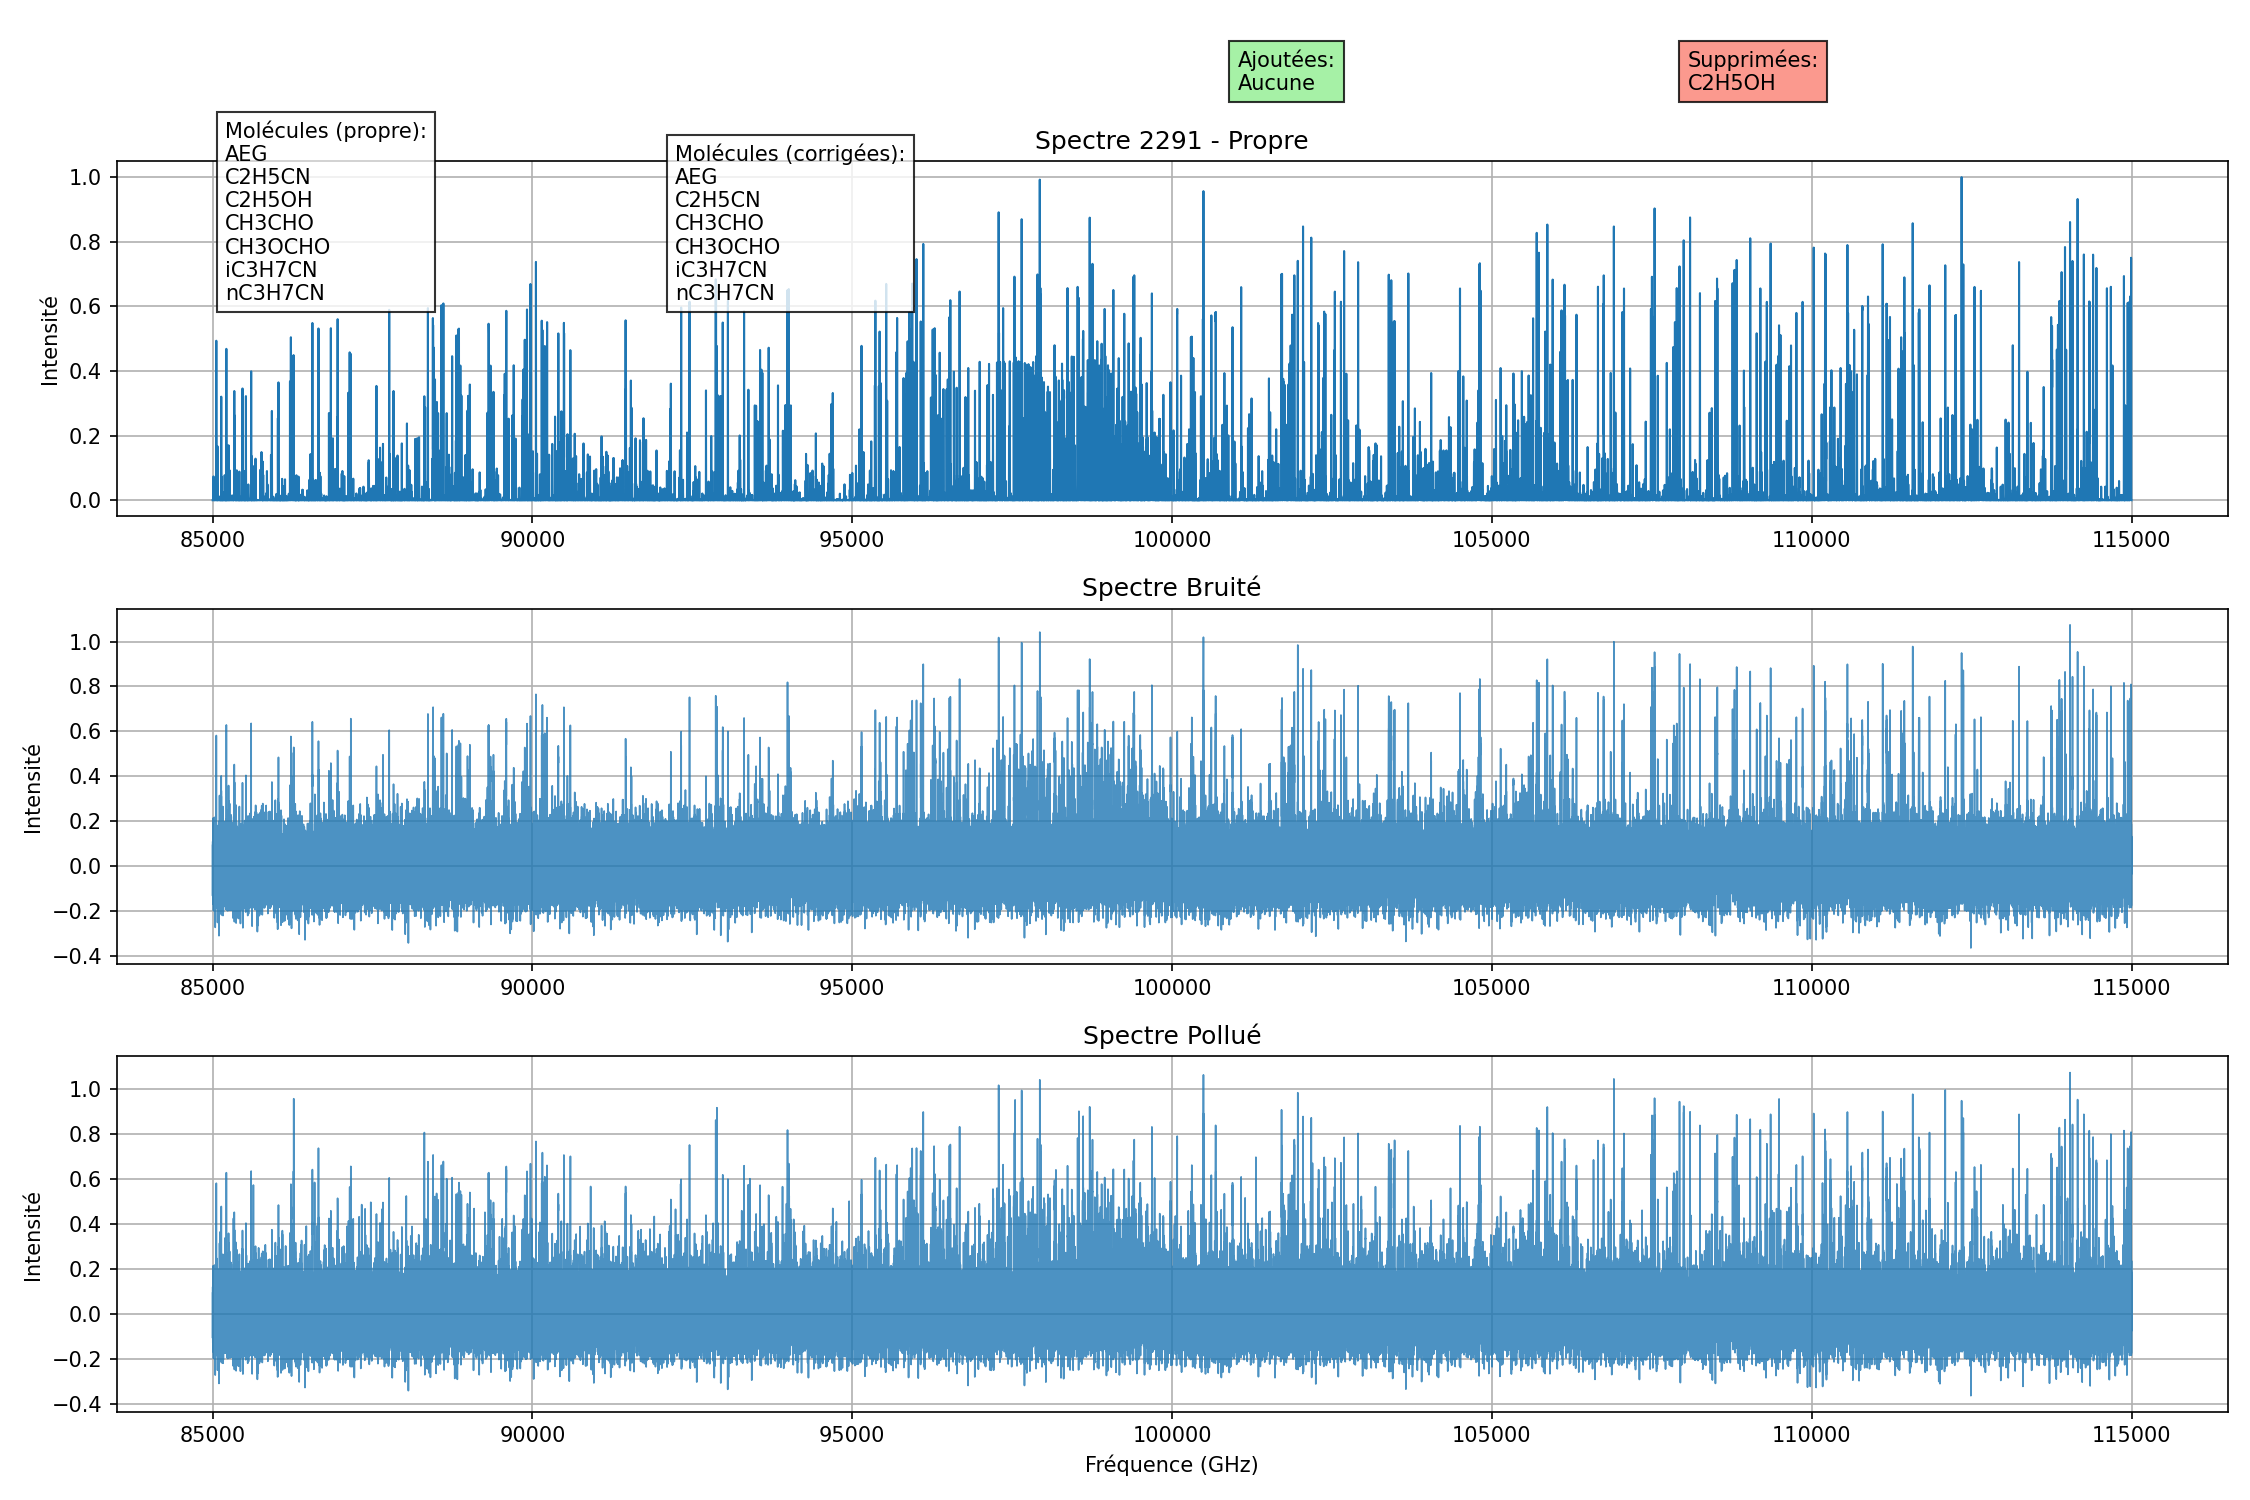 Ajoutées:
Aucune
Supprimées:
C2H5OH
Molécules (propre):
AEG
C2H5CN
C2H5OH
CH3CHO
CH3OCHO
iC3H7CN
nC3H7CN
Molécules (corrigées):
AEG
C2H5CN
CH3CHO
CH3OCHO
iC3H7CN
nC3H7CN
Spectre 2291 - Propre
Intensité
1.0
0.8
0.6
0.4
0.2
0.0
85000 90000 95000 100000 105000 110000 115000
Spectre Bruité
Intensité
1.0
0.8
0.6
0.4
0.2
0.0
−0.2
−0.4
85000 90000 95000 100000 105000 110000 115000
Spectre Pollué
Intensité
1.0
0.8
0.6
0.4
0.2
0.0
−0.2
−0.4
85000 90000 95000 100000 105000 110000 115000
Fréquence (GHz)